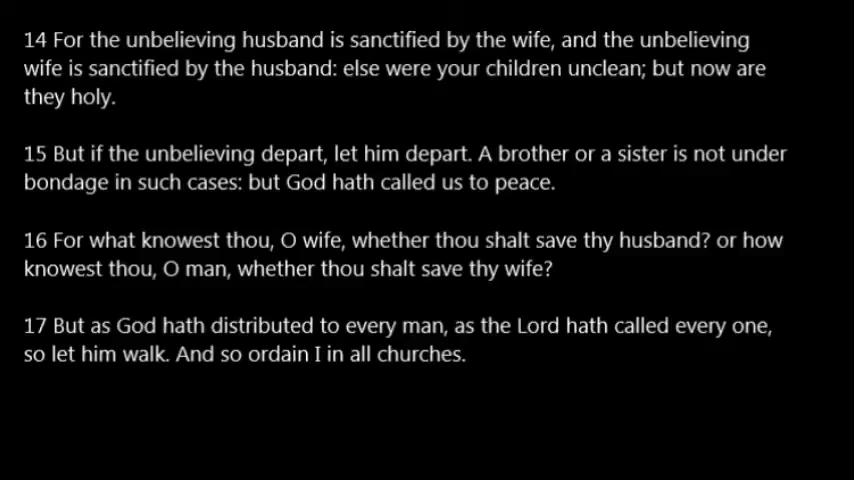 14 For the unbelieving husband is sanctified by the wife, and the unbelieving
wife is sanctified by the husband: else were your children unclean; but now are
they holy.
15 But if the unbelieving depart, let him depart. A brother or a sister is not under
bondage in such cases: but God hath called us to peace.
16 For what knowest thou, O wife, whether thou shalt save thy husband? or how
knowest thou, O man, whether thou shalt save thy wife?
17 But as God hath distributed to every man, as the Lord hath called every one,
so let him walk. And so ordain I in all churches.